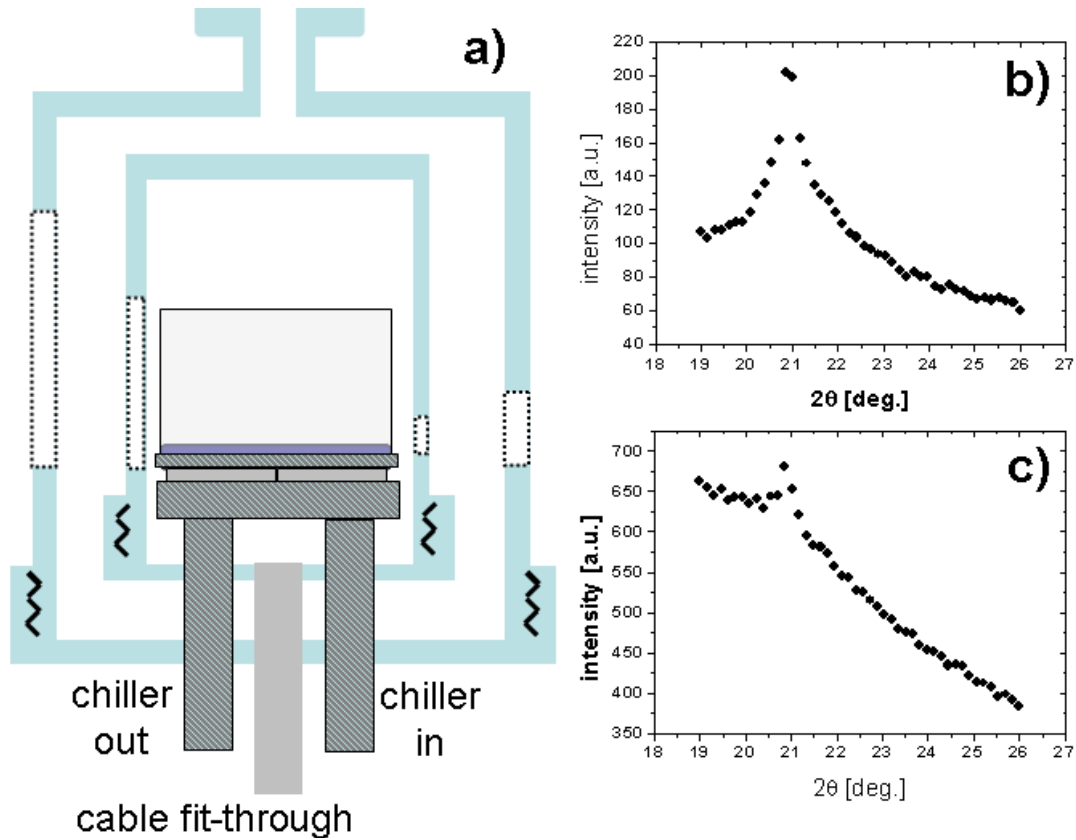 a)
chiller
out
chiller
in
cable fit-through
b)
intensity [a.u.]
220
200
180
160
140
120
100
80
60
40
18 19 20 21 22 23 24 25 26 27
2θ [deg.]
c)
intensity [a.u.]
700
650
600
550
500
450
400
350
18 19 20 21 22 23 24 25 26 27
2θ [deg.]